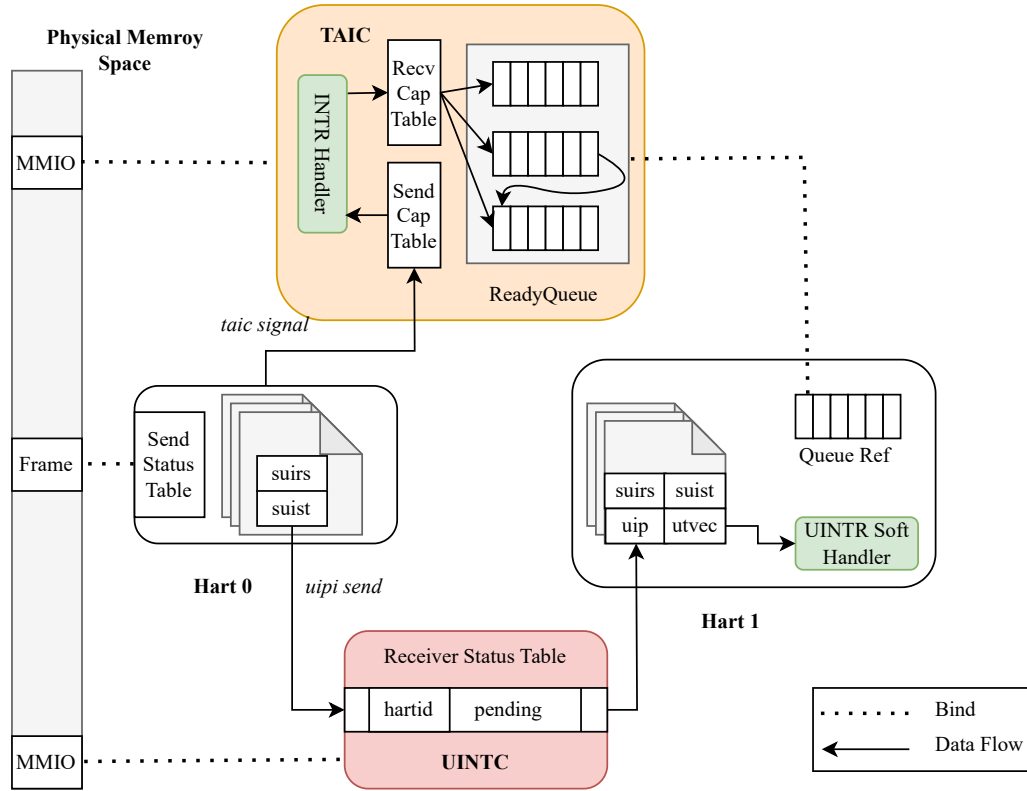 Physical Memroy
Space
MMIO
Frame
MMIO
TAIC
INTR Handler
Recv
Cap
Table
Send
Cap
Table
ReadyQueue
taic signal
Send
Status
Table
suirs
suist
Hart 0
uipi send
Receiver Status Table
hartid
pending
UINTC
suirs
suist
uip
utvec
Queue Ref
UINTR Soft
Handler
Hart 1
Bind
Data Flow